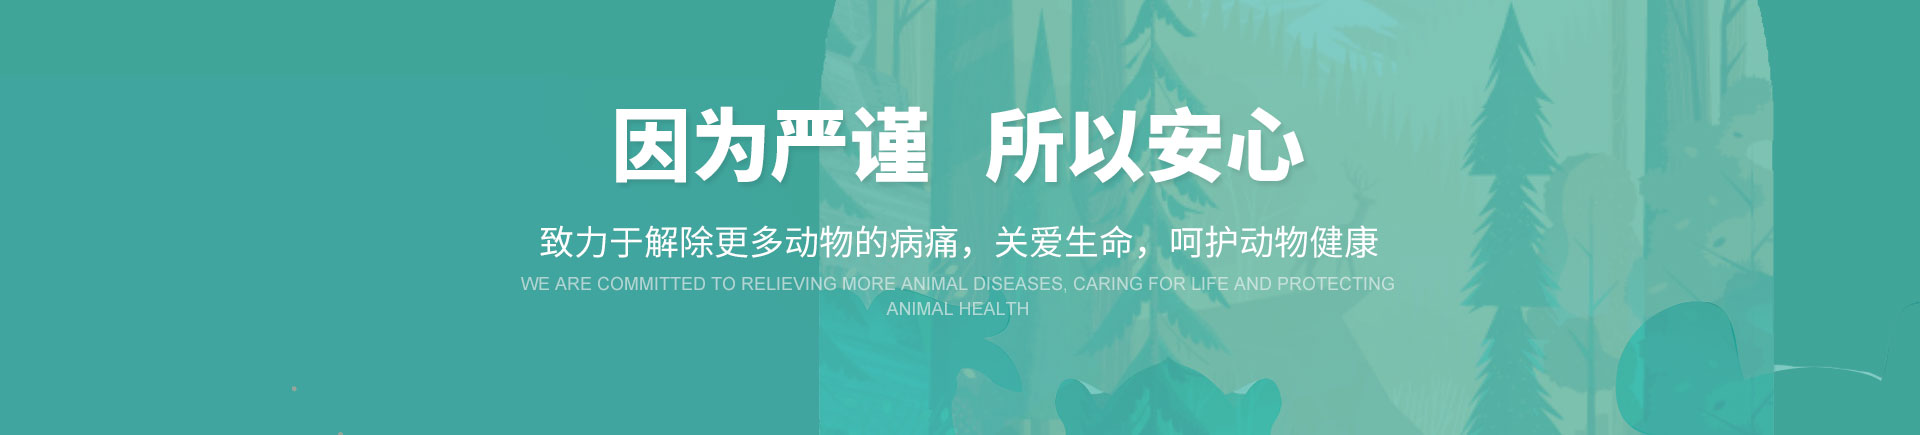 因为严谨 所以安心
致力于解除更多动物的病痛，关爱生命，呵护动物健康
WE ARE COMMITTED TO RELIEVING MORE ANIMAL DISEASES, CARING FOR LIFE AND PROTECTING
ANIMAL HEALTH